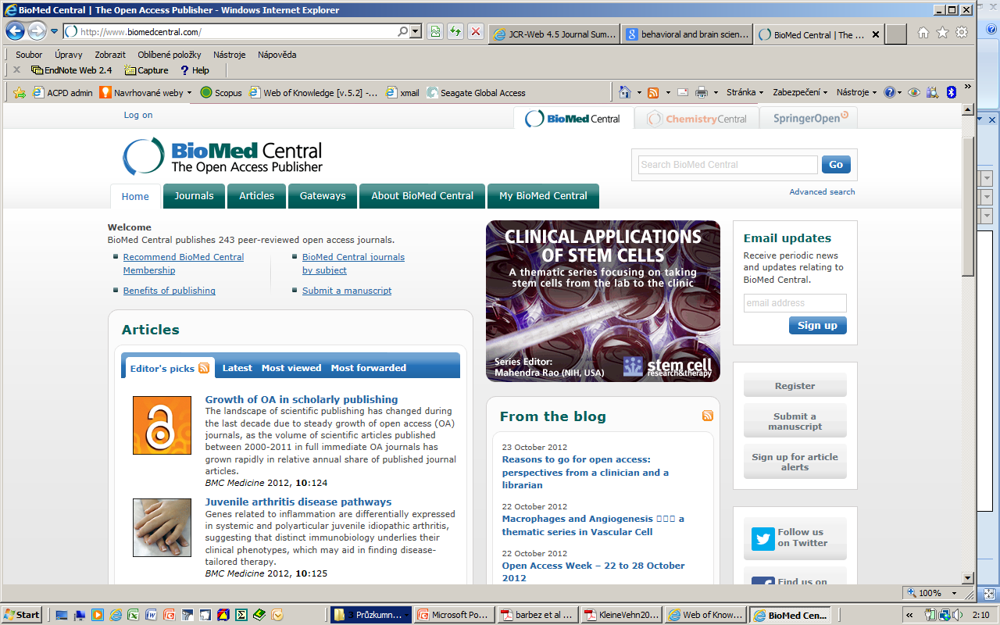 BioMed Central | The Open Access Publisher - Windows Internet Explorer
http://www.biomedcentral.com/
JCR-Web 4.5 Journal Sum...
behavioral and brain scien...
BioMed Central | The ...
Soubor Úpravy Zobrazit Oblíbené položky Nástroje Nápověda
EndNote Web 2.4 Capture ? Help
ACPD admin Navrhované weby Scopus Web of Knowledge [v.5.2] -... xmail Seagate Global Access
Stránka Zabezpečení Nástroje »
Log on
BioMed Central
ChemistryCentral
SpringerOpen
BioMed Central
The Open Access Publisher
Search BioMed Central
Go
Advanced search
Home Journals Articles Gateways About BioMed Central My BioMed Central
Welcome
BioMed Central publishes 243 peer-reviewed open access journals.
Recommend BioMed Central
Membership
Benefits of publishing
BioMed Central journals
by subject
Submit a manuscript
Articles
Editor's picks Latest Most viewed Most forwarded
Growth of OA in scholarly publishing
The landscape of scientific publishing has changed during
the last decade due to steady growth of open access (OA)
journals, as the volume of scientific articles published
between 2000-2011 in full immediate OA journals has
grown rapidly in relative annual share of published journal
articles.
BMC Medicine 2012, 10:124
Juvenile arthritis disease pathways
Genes related to inflammation are differentially expressed
in systemic and polyarticular juvenile idiopathic arthritis,
suggesting that distinct immunobiology underlies their
clinical phenotypes, which may aid in finding disease-
tailored therapy.
BMC Medicine 2012, 10:125
CLINICAL APPLICATIONS
OF STEM CELLS
A thematic series focusing on taking
stem cells from the lab to the clinic
Series Editor:
Mahendra Rao (NIH, USA)
stem cell
research&therapy
From the blog
23 October 2012
Reasons to go for open access:
perspectives from a clinician and a
librarian
22 October 2012
Macrophages and Angiogenesis a
thematic series in Vascular Cell
22 October 2012
Open Access Week – 22 to 28 October
2012
Email updates
Receive periodic news
and updates relating to
BioMed Central.
email address
Sign up
Register
Submit a
manuscript
Sign up for article
alerts
Follow us
on Twitter
Find us on
100%
Start
3 Průzkumn...
Microsoft Po...
barbez et al ...
KleineVehn20...
Web of Know...
BioMed Cen...
« 2:10